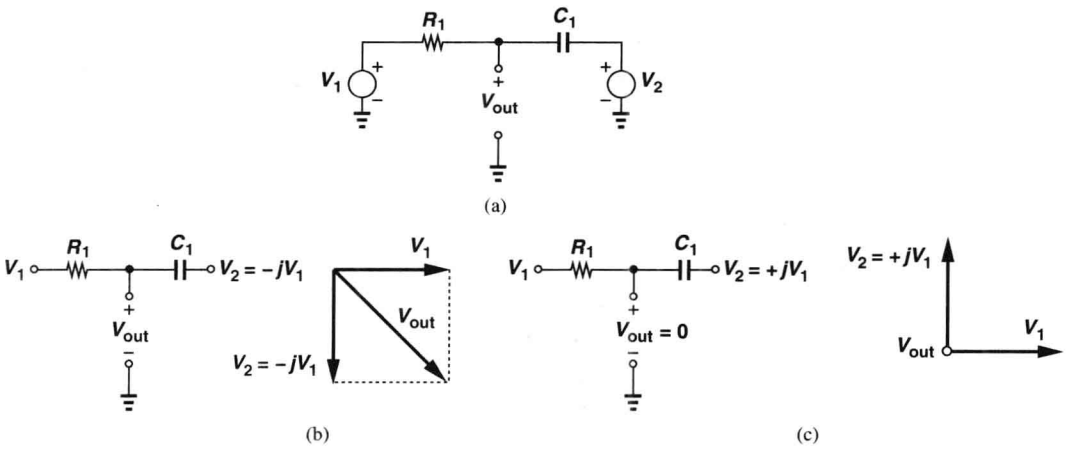 R1 C1
+ +
V1 + V2
− Vout −
(a)
R1 C1 V1
V1 V2 = −jV1
+
Vout Vout
− V2 = −jV1
(b)
R1 C1 V2 = +jV1
V1 V2 = +jV1
+
Vout = 0 V1
− Vout
(c)